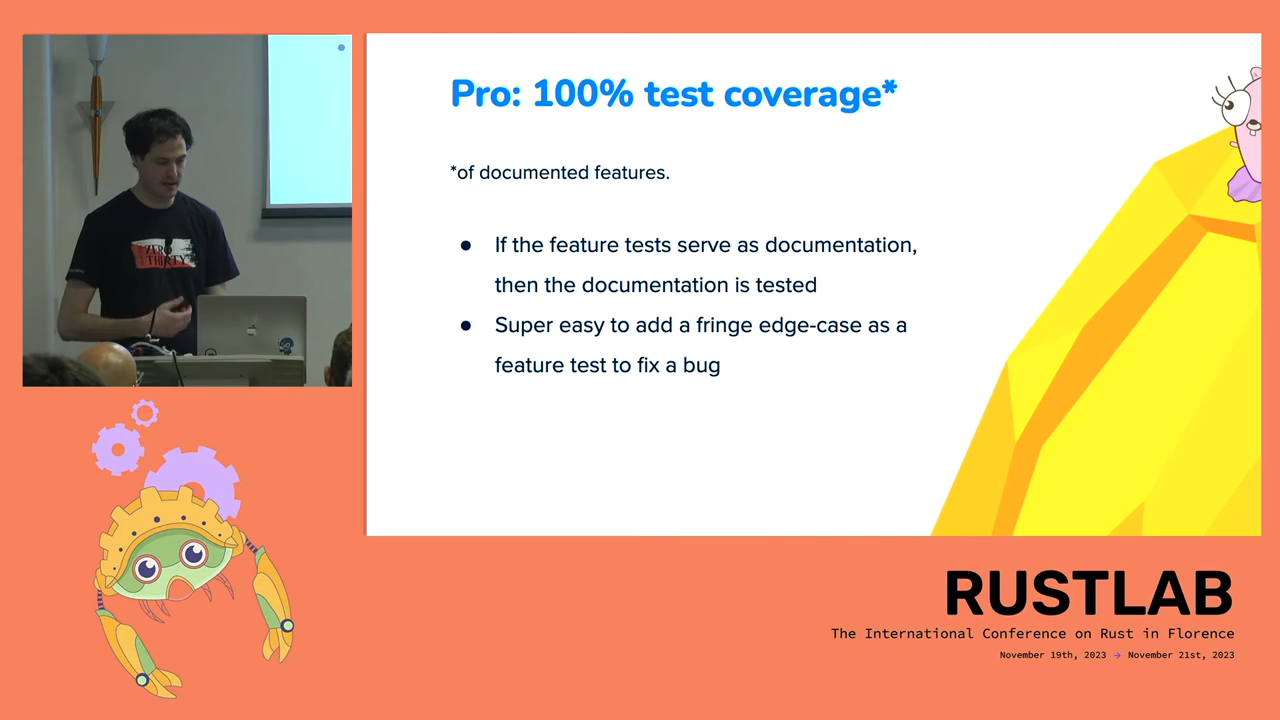 ZERO
THIRTY
Pro: 100% test coverage*
*of documented features.
● If the feature tests serve as documentation,
then the documentation is tested
● Super easy to add a fringe edge-case as a
feature test to fix a bug
RUSTLAB
The International Conference on Rust in Florence
November 19th, 2023 → November 21st, 2023